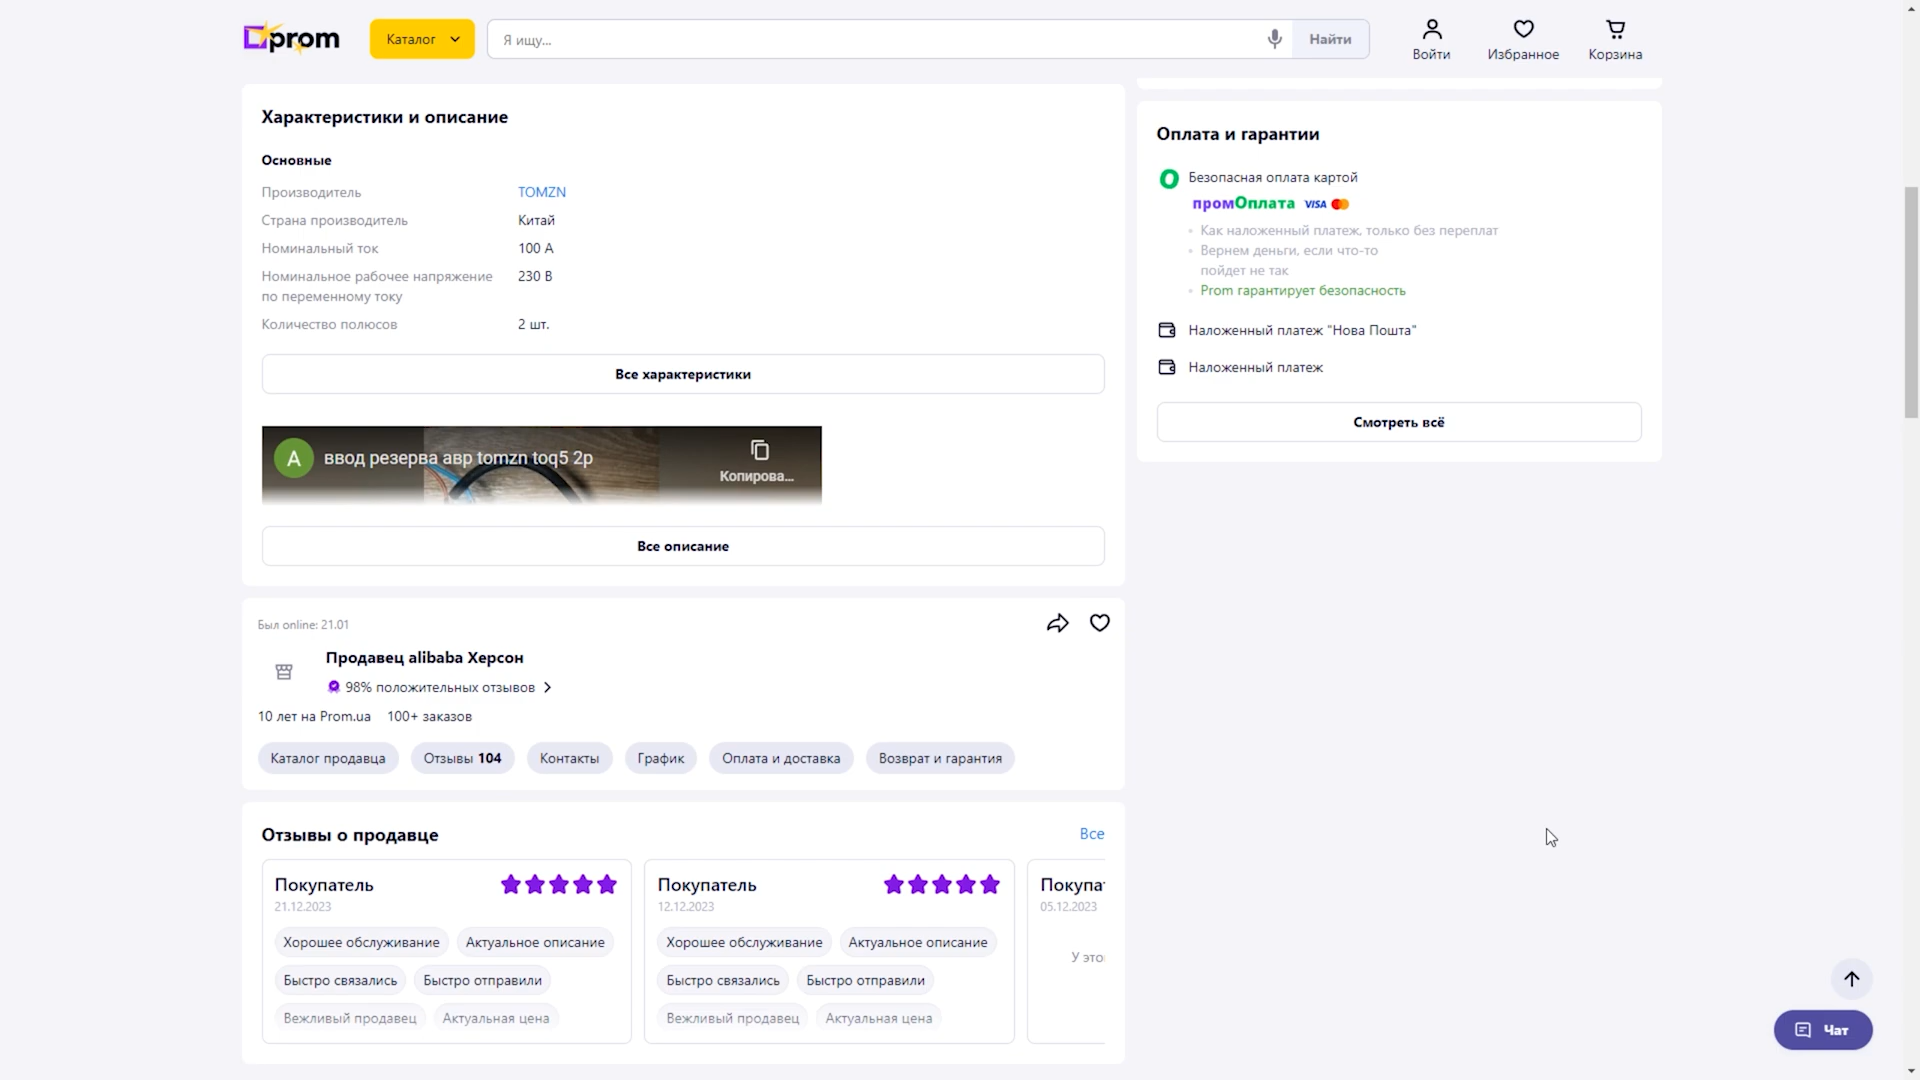 prom
Каталог
Я ищу...
Найти
Войти
Избранное
Корзина
Характеристики и описание
Основные
Производитель TOMZN
Страна производитель Китай
Номинальный ток 100 А
Номинальное рабочее напряжение 230 В
по переменному току
Количество полюсов 2 шт.
Все характеристики
А ввод резерва авр tomzn toq5 2p
Копирова...
Все описание
Был online: 21.01
Продавец alibaba Херсон
98% положительных отзывов
10 лет на Prom.ua 100+ заказов
Каталог продавца
Отзывы 104
Контакты
График
Оплата и доставка
Возврат и гарантия
Отзывы о продавце
Все
Покупатель
21.12.2023
Хорошее обслуживание Актуальное описание
Быстро связались Быстро отправили
Вежливый продавец Актуальная цена
Покупатель
12.12.2023
Хорошее обслуживание Актуальное описание
Быстро связались Быстро отправили
Вежливый продавец Актуальная цена
Покупат
05.12.2023
У это
Оплата и гарантии
Безопасная оплата картой
промОплата VISA
Как наложенный платеж, только без переплат
Вернем деньги, если что-то
пойдет не так
Prom гарантирует безопасность
Наложенный платеж "Нова Пошта"
Наложенный платеж
Смотреть всё
Чат